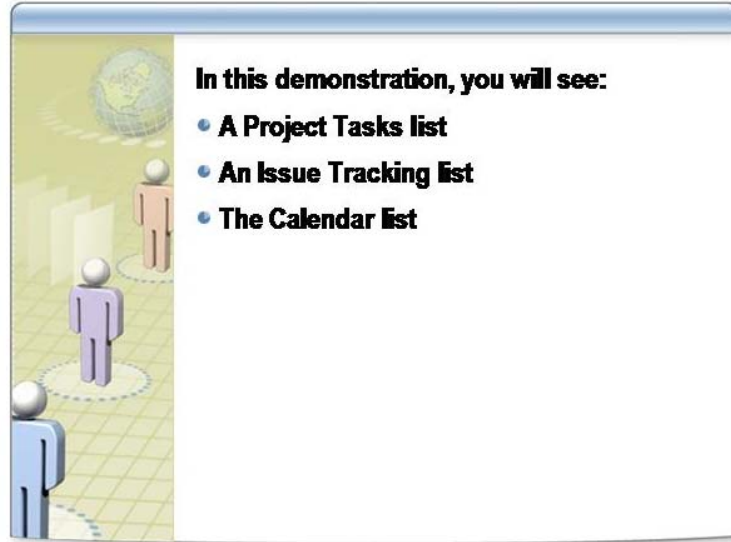 In this demonstration, you will see:
A Project Tasks list
An Issue Tracking list
The Calendar list